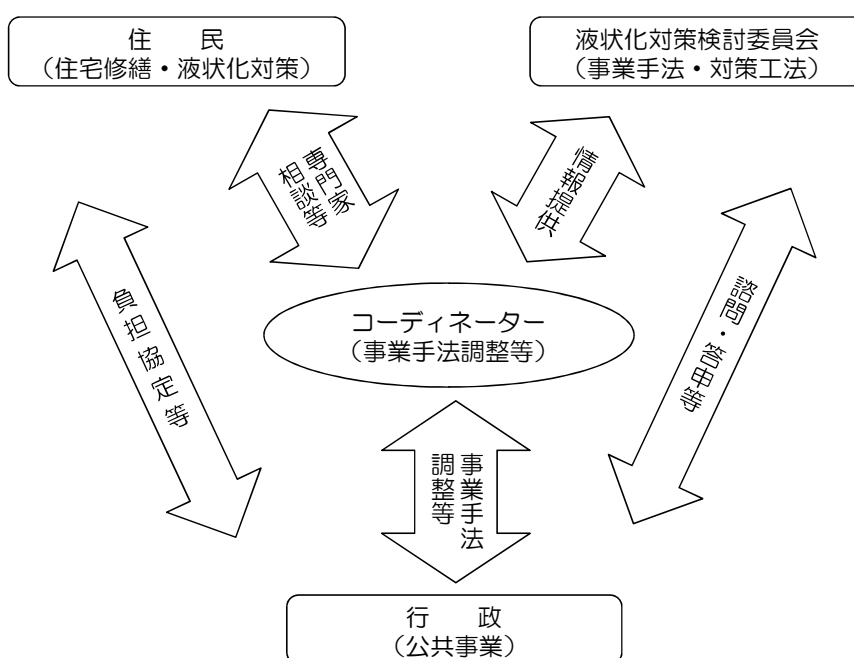 住　　民
（住宅修繕・液状化対策）
液状化対策検討委員会
（事業手法・対策工法）
専門家
相談等
情報提供
負担協定等
諮問・答申等
コーディネーター
（事業手法調整等）
事業手法
調整等
行　　政
（公共事業）